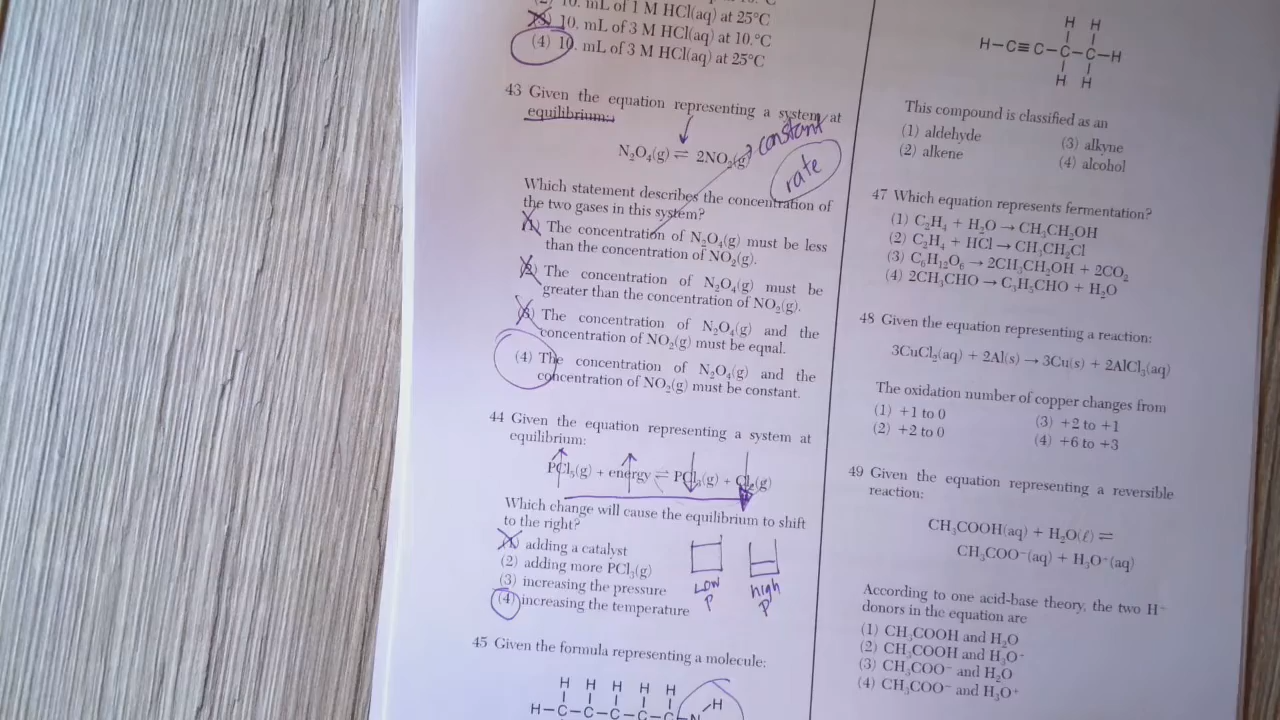 (2) 10. mL of 1 M HCl(aq) at 25°C
(3) 10. mL of 3 M HCl(aq) at 10.°C
(4) 10. mL of 3 M HCl(aq) at 25°C
43 Given the equation representing a system at
equilibrium:
N₂O₄(g) ⇌ 2NO₂(g)
constant
rate
Which statement describes the concentration of
the two gases in this system?
(1) The concentration of N₂O₄(g) must be less
than the concentration of NO₂(g).
(2) The concentration of N₂O₄(g) must be
greater than the concentration of NO₂(g).
(3) The concentration of N₂O₄(g) and the
concentration of NO₂(g) must be equal.
(4) The concentration of N₂O₄(g) and the
concentration of NO₂(g) must be constant.
44 Given the equation representing a system at
equilibrium:
PCl₅(g) + energy ⇌ PCl₃(g) + Cl₂(g)
Which change will cause the equilibrium to shift
to the right?
(1) adding a catalyst
(2) adding more PCl₃(g)
(3) increasing the pressure
(4) increasing the temperature
Low
P
high
P
45 Given the formula representing a molecule:
H H H H H
H
H–C–C–C–C–C–N
H H
H–C≡C–C–C–H
H H
This compound is classified as an
(1) aldehyde (3) alkyne
(2) alkene (4) alcohol
47 Which equation represents fermentation?
(1) C₂H₄ + H₂O → CH₃CH₂OH
(2) C₂H₄ + HCl → CH₃CH₂Cl
(3) C₆H₁₂O₆ → 2CH₃CH₂OH + 2CO₂
(4) 2CH₃CHO → C₃H₅CHO + H₂O
48 Given the equation representing a reaction:
3CuCl₂(aq) + 2Al(s) → 3Cu(s) + 2AlCl₃(aq)
The oxidation number of copper changes from
(1) +1 to 0 (3) +2 to +1
(2) +2 to 0 (4) +6 to +3
49 Given the equation representing a reversible
reaction:
CH₃COOH(aq) + H₂O(ℓ) ⇌
CH₃COO⁻(aq) + H₃O⁺(aq)
According to one acid-base theory, the two H⁺
donors in the equation are
(1) CH₃COOH and H₂O
(2) CH₃COOH and H₃O⁺
(3) CH₃COO⁻ and H₂O
(4) CH₃COO⁻ and H₃O⁺